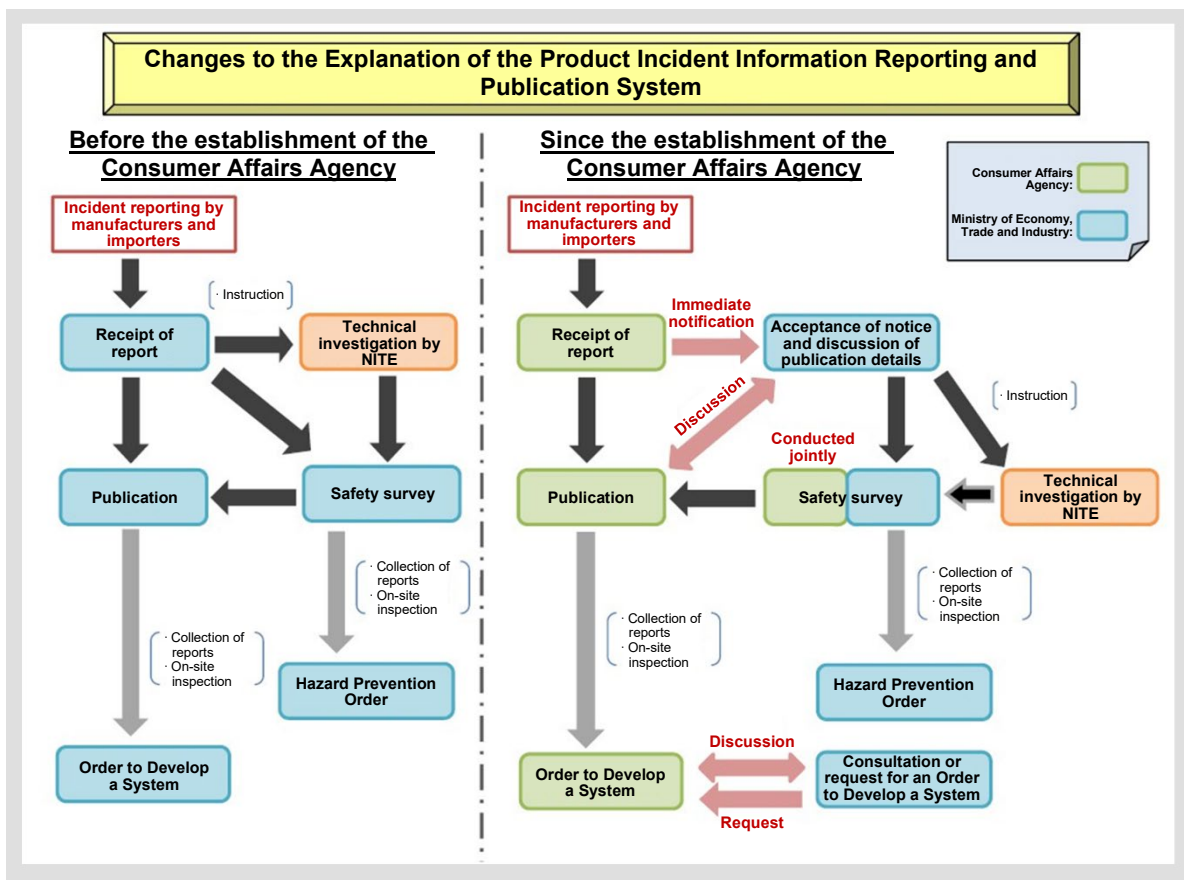 Changes to the Explanation of the Product Incident Information Reporting and
Publication System
Before the establishment of the
Consumer Affairs Agency
Incident reporting by
manufacturers and
importers
· Instruction
Receipt of
report
Technical
investigation by
NITE
Publication
Safety survey
· Collection of
reports
· On-site
inspection
· Collection of
reports
· On-site
inspection
Hazard Prevention
Order
Order to Develop
a System
Since the establishment of the
Consumer Affairs Agency
Consumer Affairs
Agency:
Ministry of Economy,
Trade and Industry:
Incident reporting by
manufacturers and
importers
Receipt of
report
Immediate
notification
Acceptance of notice
and discussion of
publication details
Discussion
· Instruction
Conducted
jointly
Publication
Safety survey
Technical
investigation by
NITE
· Collection of
reports
· On-site
inspection
· Collection of
reports
· On-site
inspection
Hazard Prevention
Order
Order to Develop
a System
Discussion
Request
Consultation or
request for an Order
to Develop a System